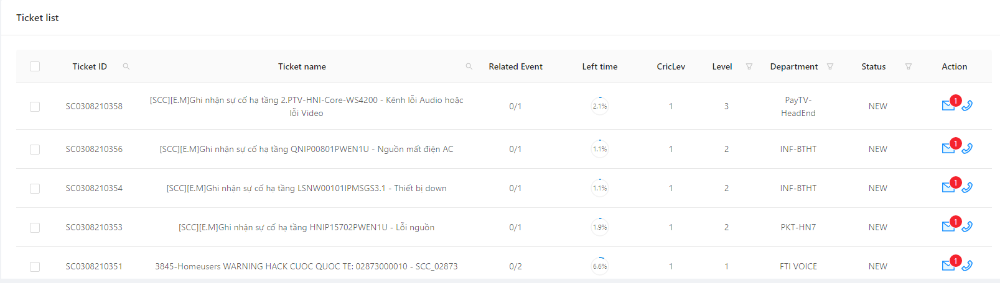 Ticket list
Ticket ID Ticket name Related Event Left time CricLev Level Department Status Action
SC0308210358 [SCC][E.M]Ghi nhận sự cố hạ tầng 2.PTV-HNI-Core-WS4200 - Kênh lỗi Audio hoặc 0/1 2.1% 1 3 PayTV- NEW 1
lỗi Video HeadEnd
SC0308210356 [SCC][E.M]Ghi nhận sự cố hạ tầng QNIP00801PWEN1U - Nguồn mất điện AC 0/1 1.1% 1 2 INF-BTHT NEW 1
SC0308210354 [SCC][E.M]Ghi nhận sự cố hạ tầng LSNW00101IPMSGS3.1 - Thiết bị down 0/1 1.1% 1 2 INF-BTHT NEW 1
SC0308210353 [SCC][E.M]Ghi nhận sự cố hạ tầng HNIP15702PWEN1U - Lỗi nguồn 0/1 1.9% 1 2 PKT-HN7 NEW 1
SC0308210351 3845-Homeusers WARNING HACK CUOC QUOC TE: 02873000010 - SCC_02873 0/2 6.6% 1 1 FTI VOICE NEW 1